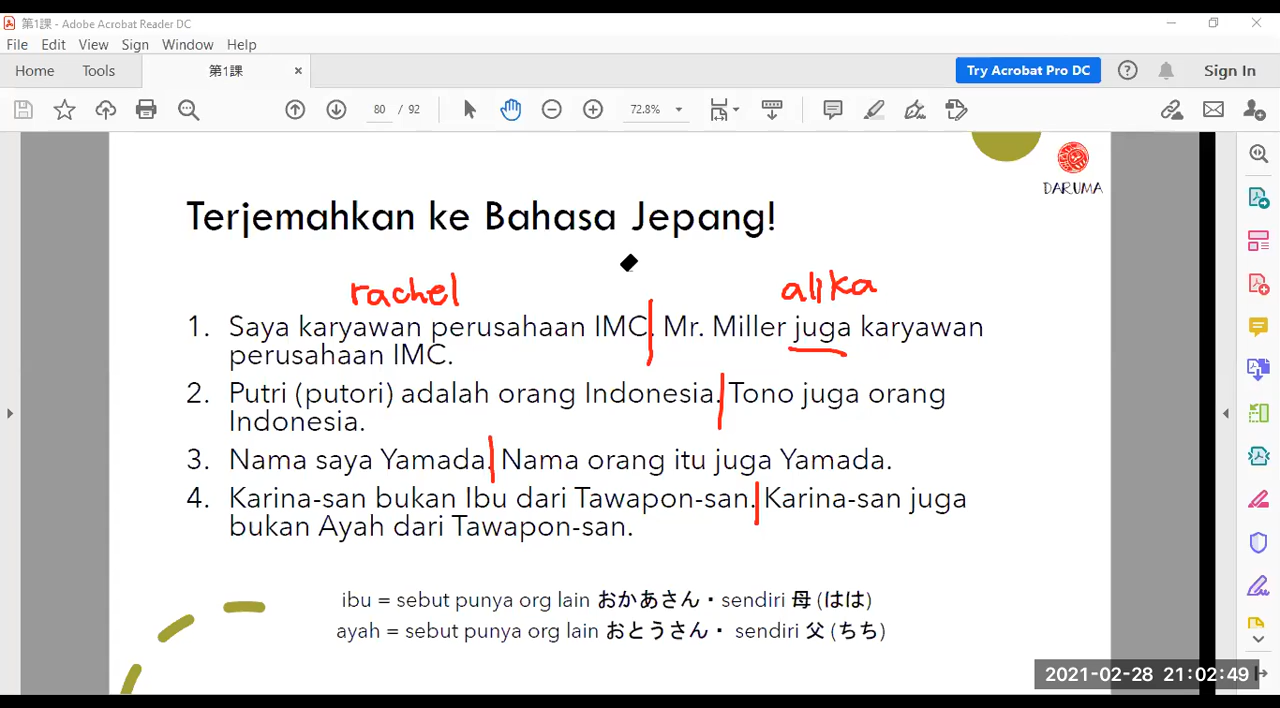 第1課 - Adobe Acrobat Reader DC
File Edit View Sign Window Help
Home Tools 第1課 × Try Acrobat Pro DC ? Sign In
80 / 92 72.8%
DARUMA
Terjemahkan ke Bahasa Jepang!
rachel alika
1. Saya karyawan perusahaan IMC. Mr. Miller juga karyawan
perusahaan IMC.
2. Putri (putori) adalah orang Indonesia. Tono juga orang
Indonesia.
3. Nama saya Yamada. Nama orang itu juga Yamada.
4. Karina-san bukan Ibu dari Tawapon-san. Karina-san juga
bukan Ayah dari Tawapon-san.
ibu = sebut punya org lain おかあさん・sendiri 母 (はは)
ayah = sebut punya org lain おとうさん・ sendiri 父 (ちち)
2021-02-28 21:02:49